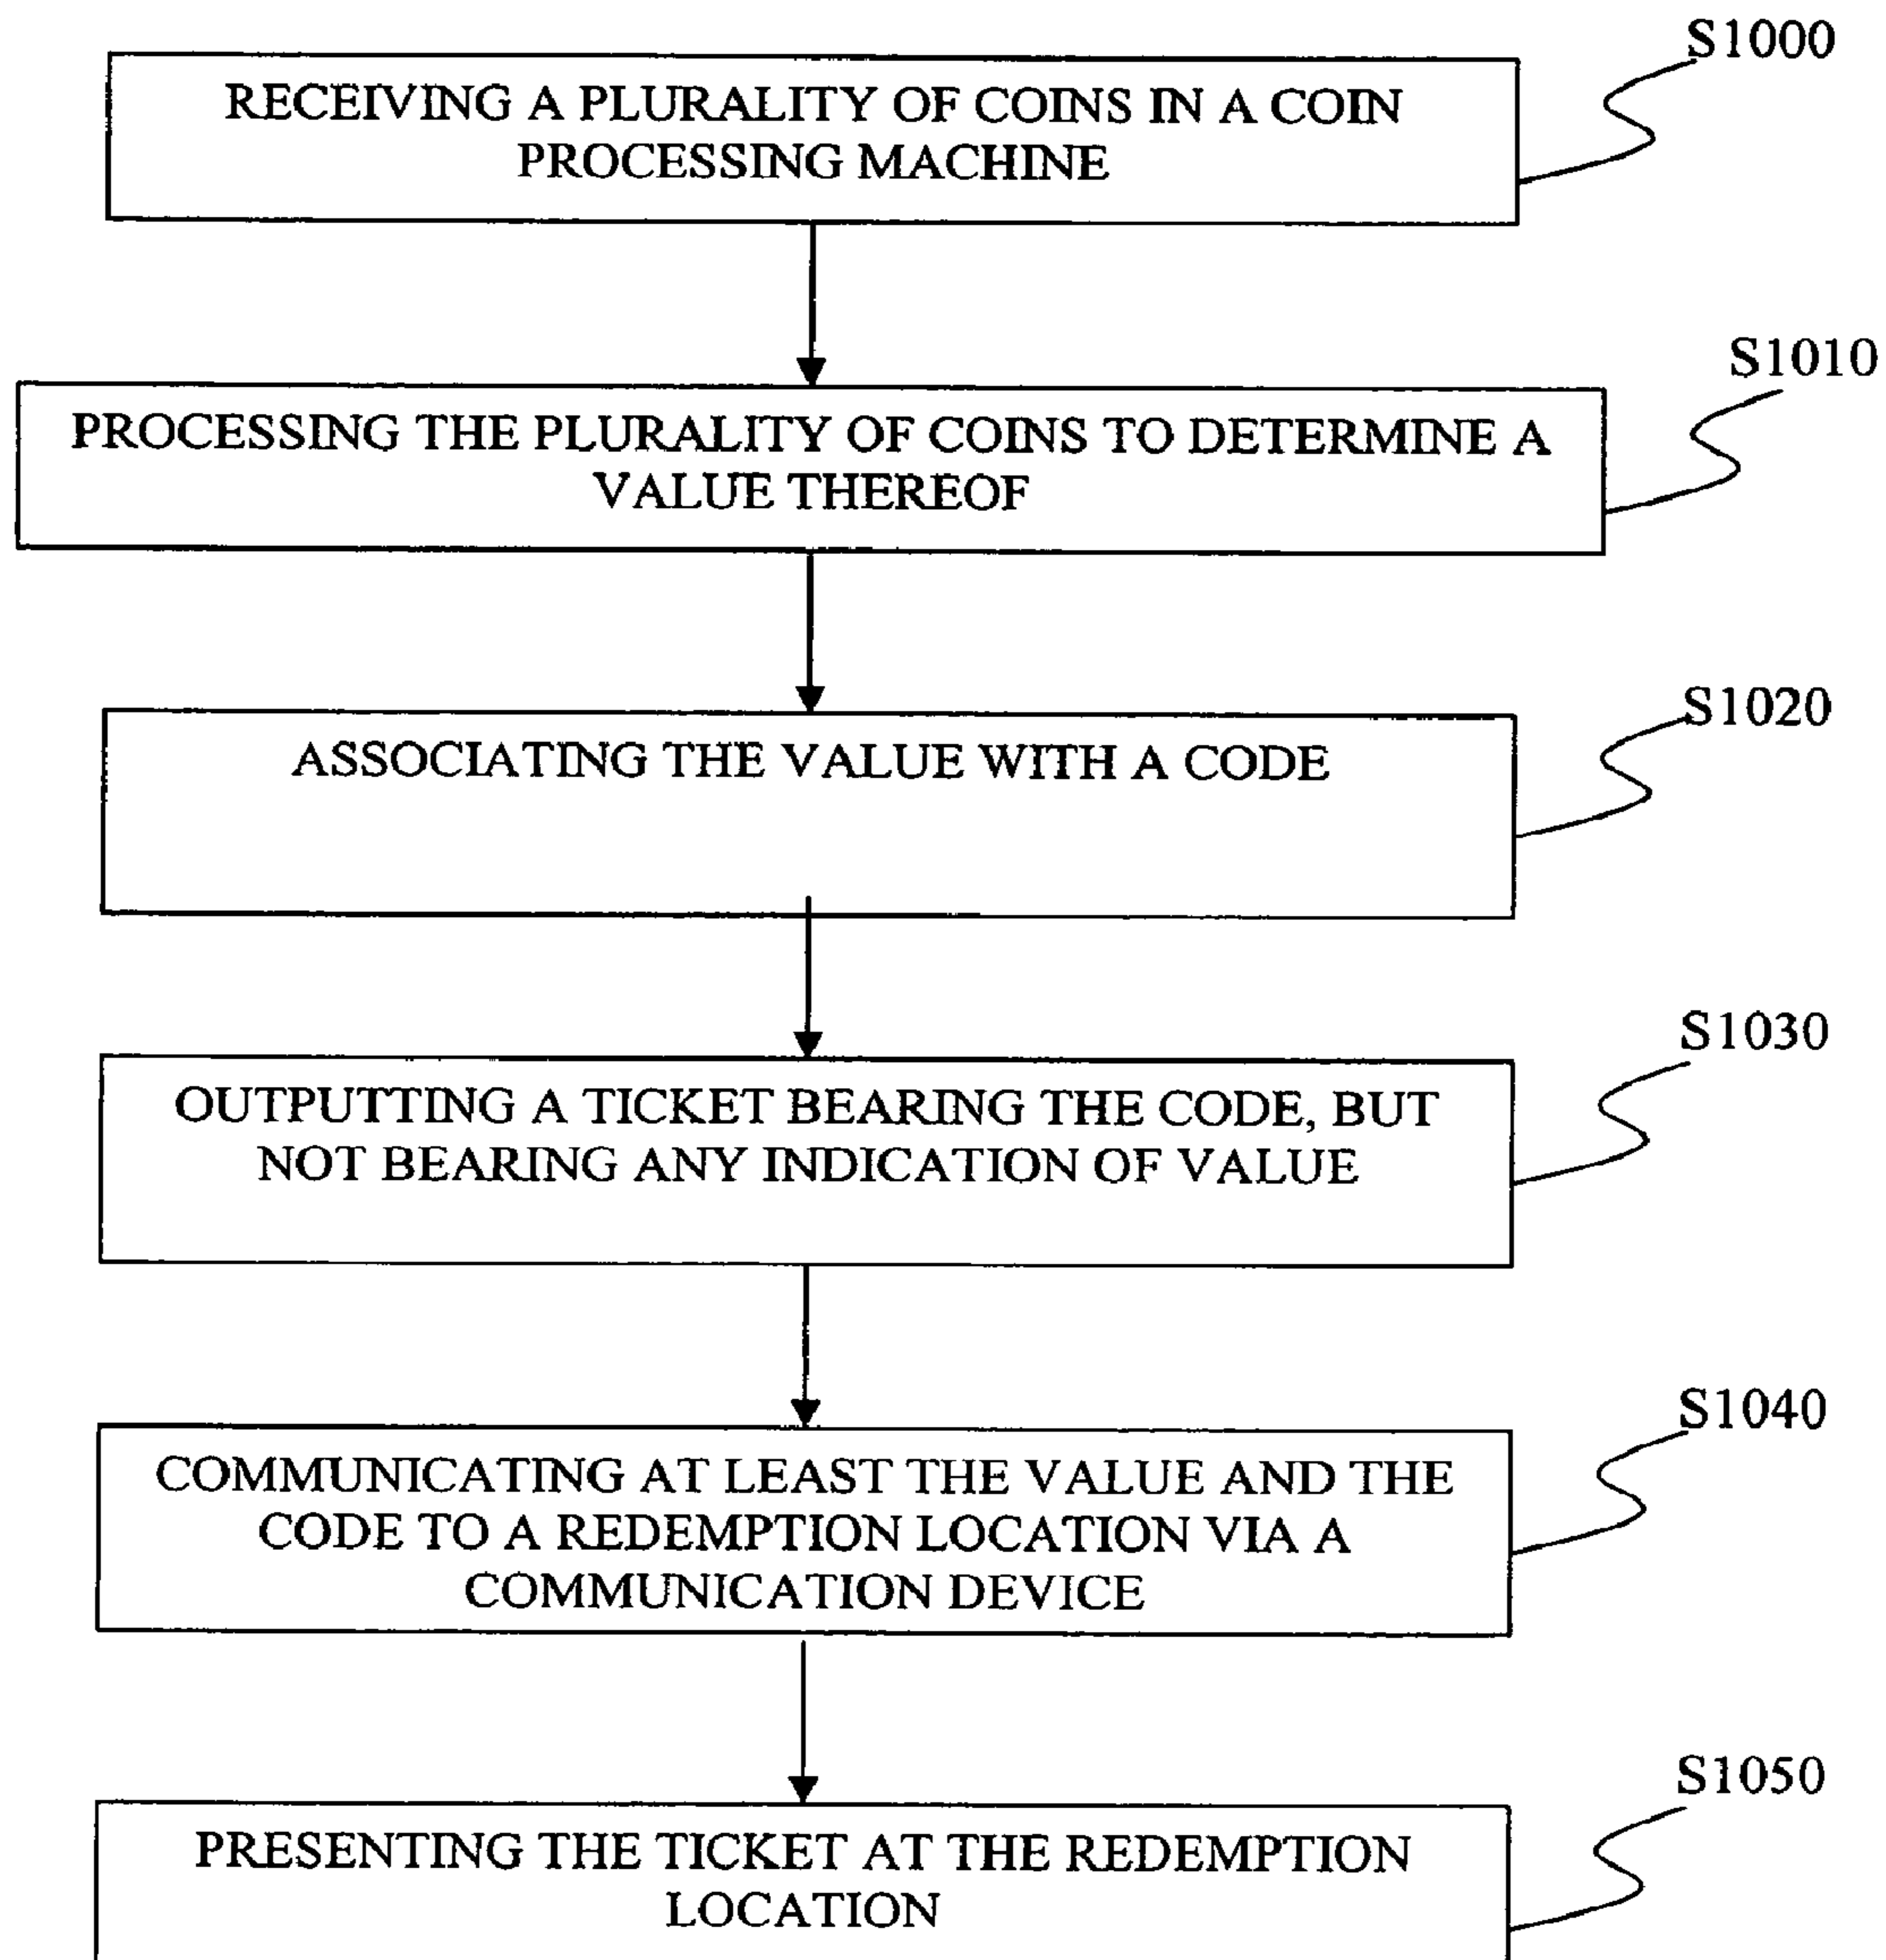 S1000
RECEIVING A PLURALITY OF COINS IN A COIN
PROCESSING MACHINE
S1010
PROCESSING THE PLURALITY OF COINS TO DETERMINE A
VALUE THEREOF
S1020
ASSOCIATING THE VALUE WITH A CODE
S1030
OUTPUTTING A TICKET BEARING THE CODE, BUT
NOT BEARING ANY INDICATION OF VALUE
S1040
COMMUNICATING AT LEAST THE VALUE AND THE
CODE TO A REDEMPTION LOCATION VIA A
COMMUNICATION DEVICE
S1050
PRESENTING THE TICKET AT THE REDEMPTION
LOCATION